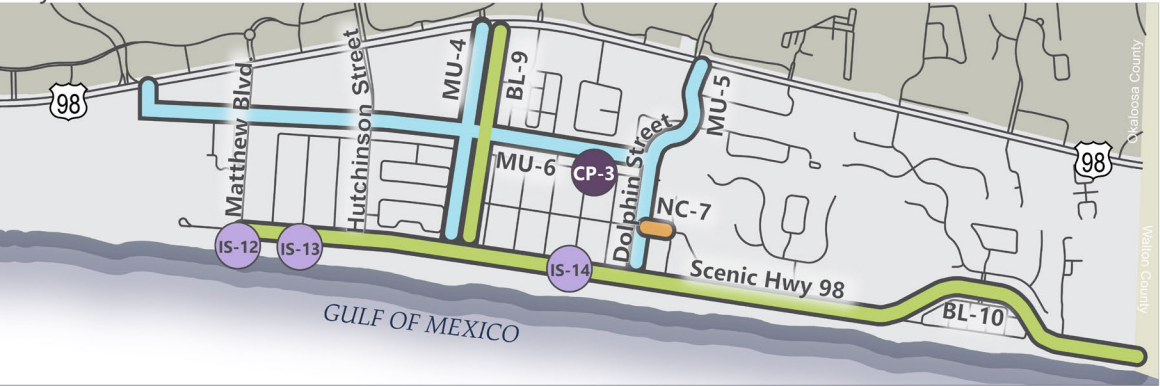 98
Matthew Blvd
Hutchinson Street
MU-4
BL-9
MU-5
Okaloosa County
98
MU-6
CP-3
Dolphin Street
NC-7
IS-12
IS-13
IS-14
Scenic Hwy 98
BL-10
Walton County
GULF OF MEXICO